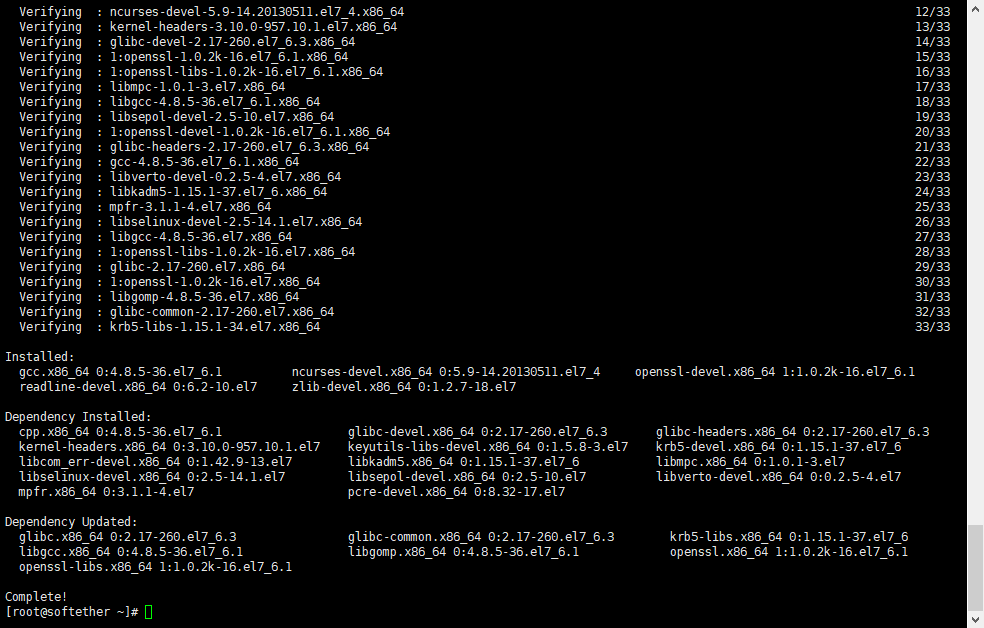 Verifying  : ncurses-devel-5.9-14.20130511.el7_4.x86_64 12/33
Verifying  : kernel-headers-3.10.0-957.10.1.el7.x86_64 13/33
Verifying  : glibc-devel-2.17-260.el7_6.3.x86_64 14/33
Verifying  : 1:openssl-1.0.2k-16.el7_6.1.x86_64 15/33
Verifying  : 1:openssl-libs-1.0.2k-16.el7_6.1.x86_64 16/33
Verifying  : libmpc-1.0.1-3.el7.x86_64 17/33
Verifying  : libgcc-4.8.5-36.el7_6.1.x86_64 18/33
Verifying  : libsepol-devel-2.5-10.el7.x86_64 19/33
Verifying  : 1:openssl-devel-1.0.2k-16.el7_6.1.x86_64 20/33
Verifying  : glibc-headers-2.17-260.el7_6.3.x86_64 21/33
Verifying  : gcc-4.8.5-36.el7_6.1.x86_64 22/33
Verifying  : libverto-devel-0.2.5-4.el7.x86_64 23/33
Verifying  : libkadm5-1.15.1-37.el7_6.x86_64 24/33
Verifying  : mpfr-3.1.1-4.el7.x86_64 25/33
Verifying  : libselinux-devel-2.5-14.1.el7.x86_64 26/33
Verifying  : libgcc-4.8.5-36.el7.x86_64 27/33
Verifying  : 1:openssl-libs-1.0.2k-16.el7.x86_64 28/33
Verifying  : glibc-2.17-260.el7.x86_64 29/33
Verifying  : 1:openssl-1.0.2k-16.el7.x86_64 30/33
Verifying  : libgomp-4.8.5-36.el7.x86_64 31/33
Verifying  : glibc-common-2.17-260.el7.x86_64 32/33
Verifying  : krb5-libs-1.15.1-34.el7.x86_64 33/33
Installed:
gcc.x86_64 0:4.8.5-36.el7_6.1 ncurses-devel.x86_64 0:5.9-14.20130511.el7_4 openssl-devel.x86_64 1:1.0.2k-16.el7_6.1
readline-devel.x86_64 0:6.2-10.el7 zlib-devel.x86_64 0:1.2.7-18.el7
Dependency Installed:
cpp.x86_64 0:4.8.5-36.el7_6.1 glibc-devel.x86_64 0:2.17-260.el7_6.3 glibc-headers.x86_64 0:2.17-260.el7_6.3
kernel-headers.x86_64 0:3.10.0-957.10.1.el7 keyutils-libs-devel.x86_64 0:1.5.8-3.el7 krb5-devel.x86_64 0:1.15.1-37.el7_6
libcom_err-devel.x86_64 0:1.42.9-13.el7 libkadm5.x86_64 0:1.15.1-37.el7_6 libmpc.x86_64 0:1.0.1-3.el7
libselinux-devel.x86_64 0:2.5-14.1.el7 libsepol-devel.x86_64 0:2.5-10.el7 libverto-devel.x86_64 0:0.2.5-4.el7
mpfr.x86_64 0:3.1.1-4.el7 pcre-devel.x86_64 0:8.32-17.el7
Dependency Updated:
glibc.x86_64 0:2.17-260.el7_6.3 glibc-common.x86_64 0:2.17-260.el7_6.3 krb5-libs.x86_64 0:1.15.1-37.el7_6
libgcc.x86_64 0:4.8.5-36.el7_6.1 libgomp.x86_64 0:4.8.5-36.el7_6.1 openssl.x86_64 1:1.0.2k-16.el7_6.1
openssl-libs.x86_64 1:1.0.2k-16.el7_6.1
Complete!
[root@softether ~]#